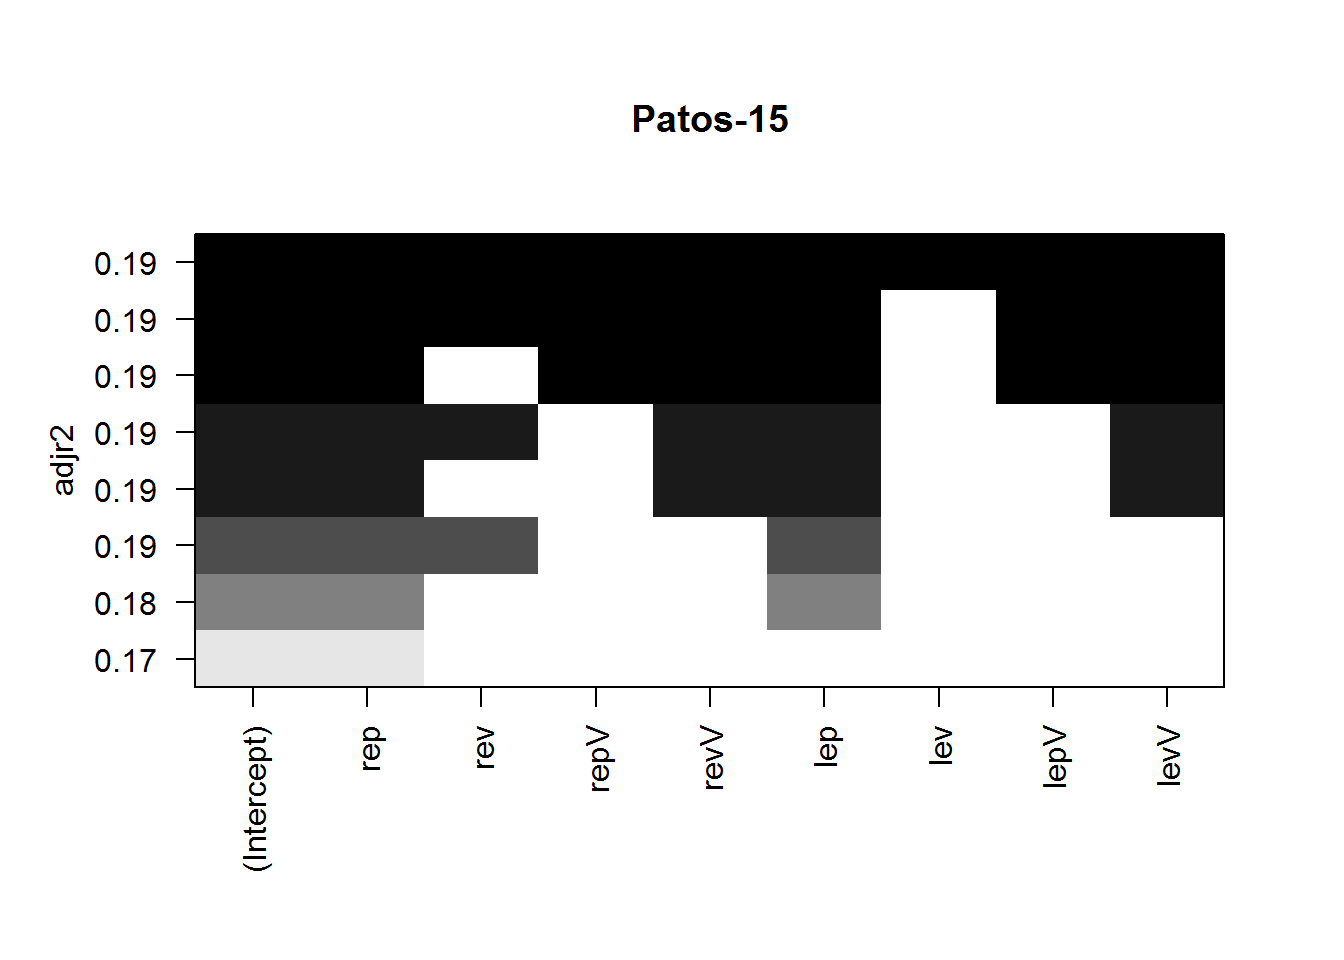 Patos-15
adjr2
0.19
0.19
0.19
0.19
0.19
0.19
0.18
0.17
(Intercept)
rep
rev
repV
revV
lep
lev
lepV
levV